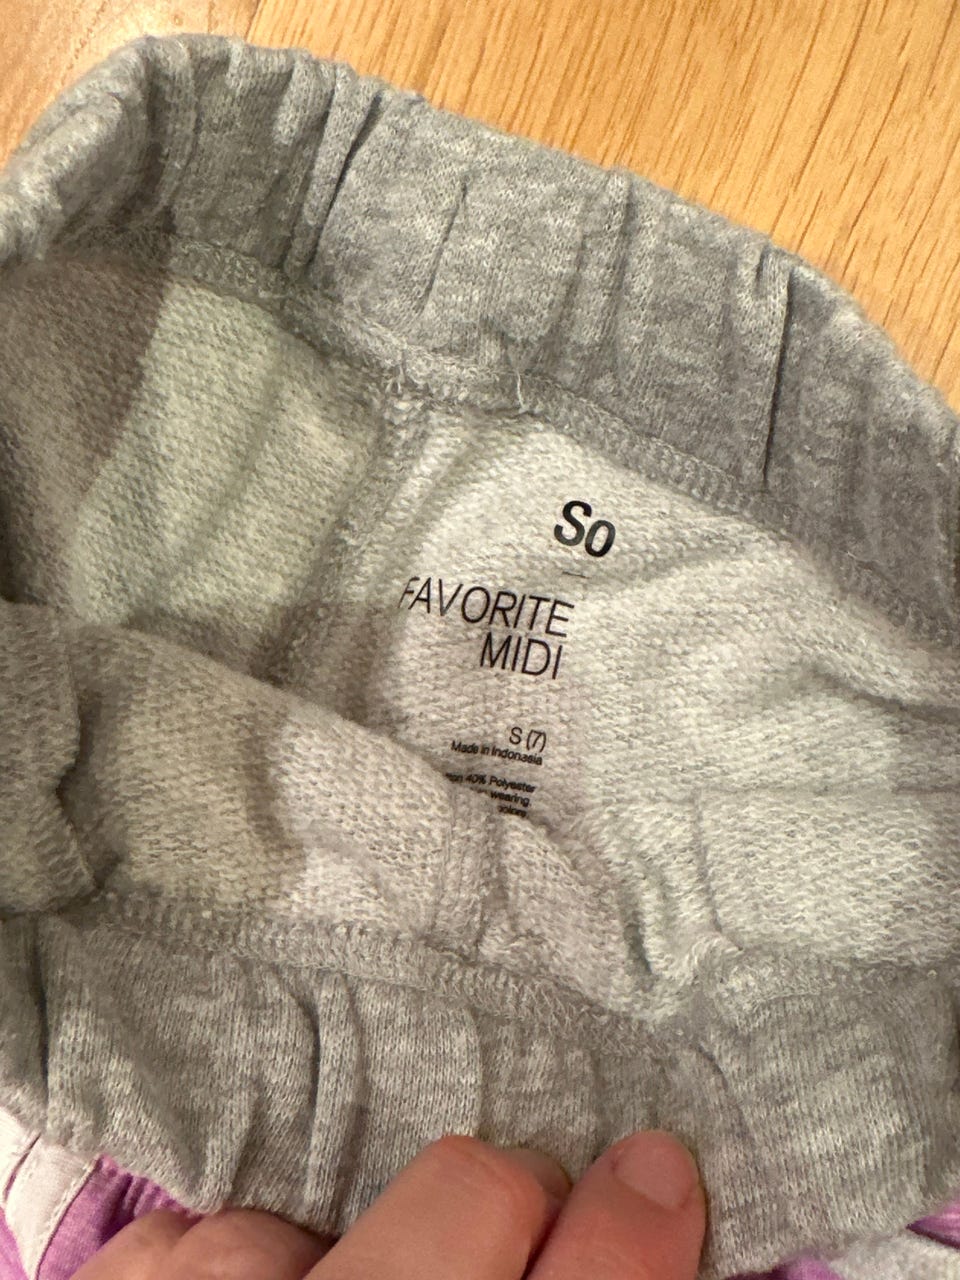 So
FAVORITE
MIDI
S (7)
Made in Indonesia
40% Polyester
wearing